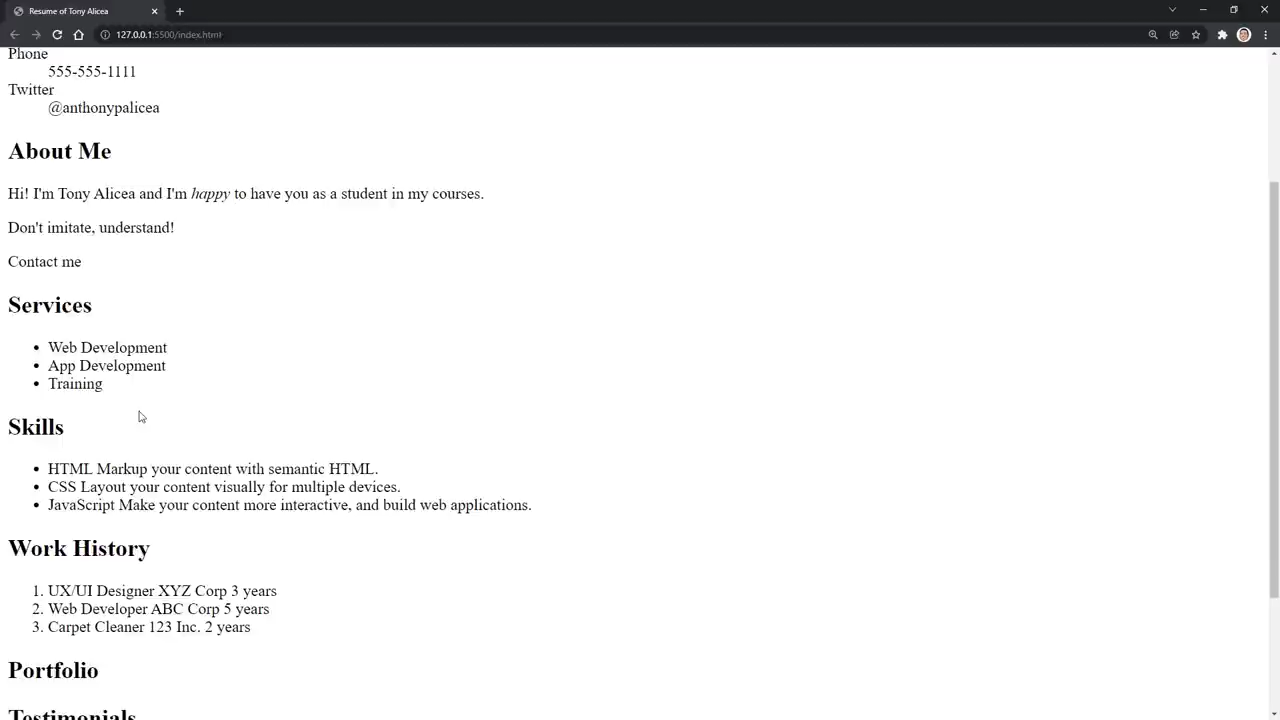 Resume of Tony Alicea
127.0.0.1:5500/index.html
Phone
555-555-1111
Twitter
@anthonypalicea
About Me
Hi! I'm Tony Alicea and I'm happy to have you as a student in my courses.
Don't imitate, understand!
Contact me
Services
Web Development
App Development
Training
Skills
HTML Markup your content with semantic HTML.
CSS Layout your content visually for multiple devices.
JavaScript Make your content more interactive, and build web applications.
Work History
1. UX/UI Designer XYZ Corp 3 years
2. Web Developer ABC Corp 5 years
3. Carpet Cleaner 123 Inc. 2 years
Portfolio
Testimonials